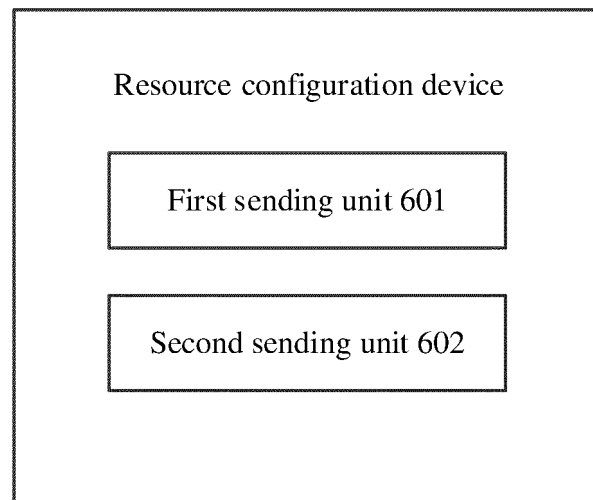 Resource configuration device
First sending unit 601
Second sending unit 602